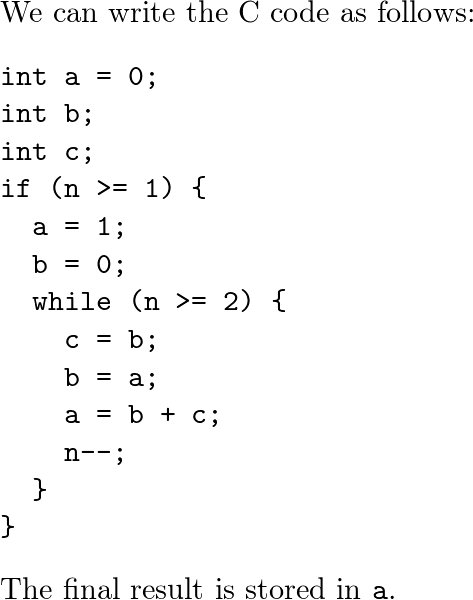 We can write the C code as follows:
int a = 0;
int b;
int c;
if (n >= 1) {
  a = 1;
  b = 0;
  while (n >= 2) {
    c = b;
    b = a;
    a = b + c;
    n--;
  }
}
The final result is stored in a.